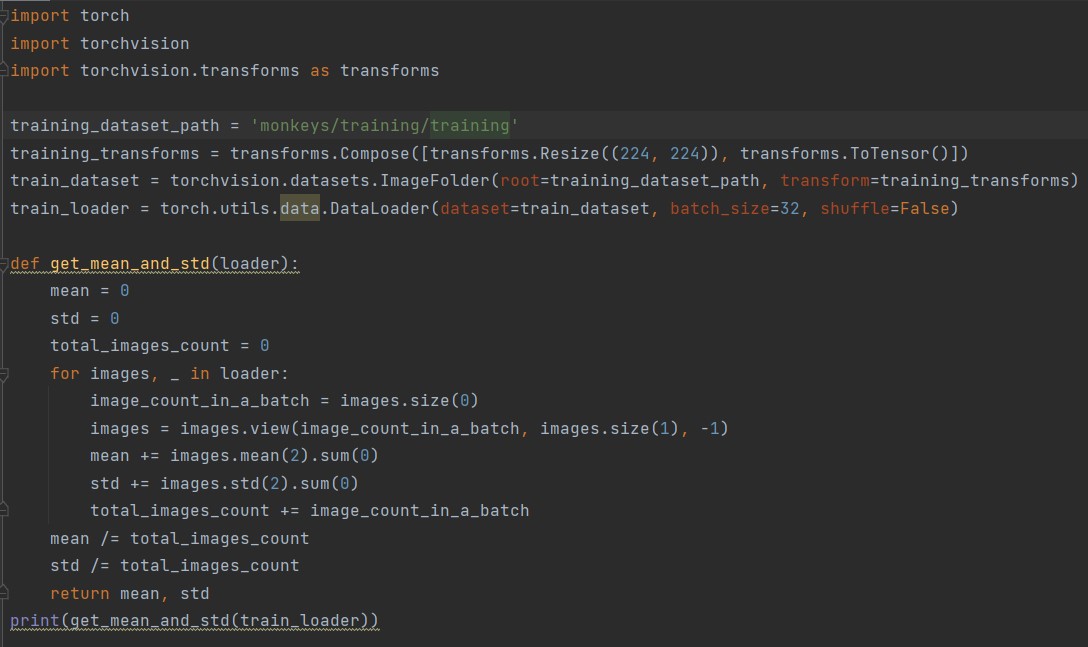 import torch
import torchvision
import torchvision.transforms as transforms
training_dataset_path = 'monkeys/training/training'
training_transforms = transforms.Compose([transforms.Resize((224, 224)), transforms.ToTensor()])
train_dataset = torchvision.datasets.ImageFolder(root=training_dataset_path, transform=training_transforms)
train_loader = torch.utils.data.DataLoader(dataset=train_dataset, batch_size=32, shuffle=False)
def get_mean_and_std(loader):
    mean = 0
    std = 0
    total_images_count = 0
    for images, _ in loader:
        image_count_in_a_batch = images.size(0)
        images = images.view(image_count_in_a_batch, images.size(1), -1)
        mean += images.mean(2).sum(0)
        std += images.std(2).sum(0)
        total_images_count += image_count_in_a_batch
    mean /= total_images_count
    std /= total_images_count
    return mean, std
print(get_mean_and_std(train_loader))